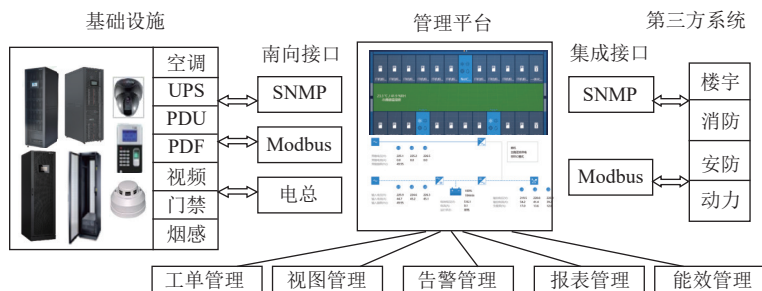 基础设施
南向接口
管理平台
集成接口
第三方系统
空调
UPS
PDU
PDF
视频
门禁
烟感
SNMP
Modbus
电总
SNMP
Modbus
楼宇
消防
安防
动力
工单管理
视图管理
告警管理
报表管理
能效管理